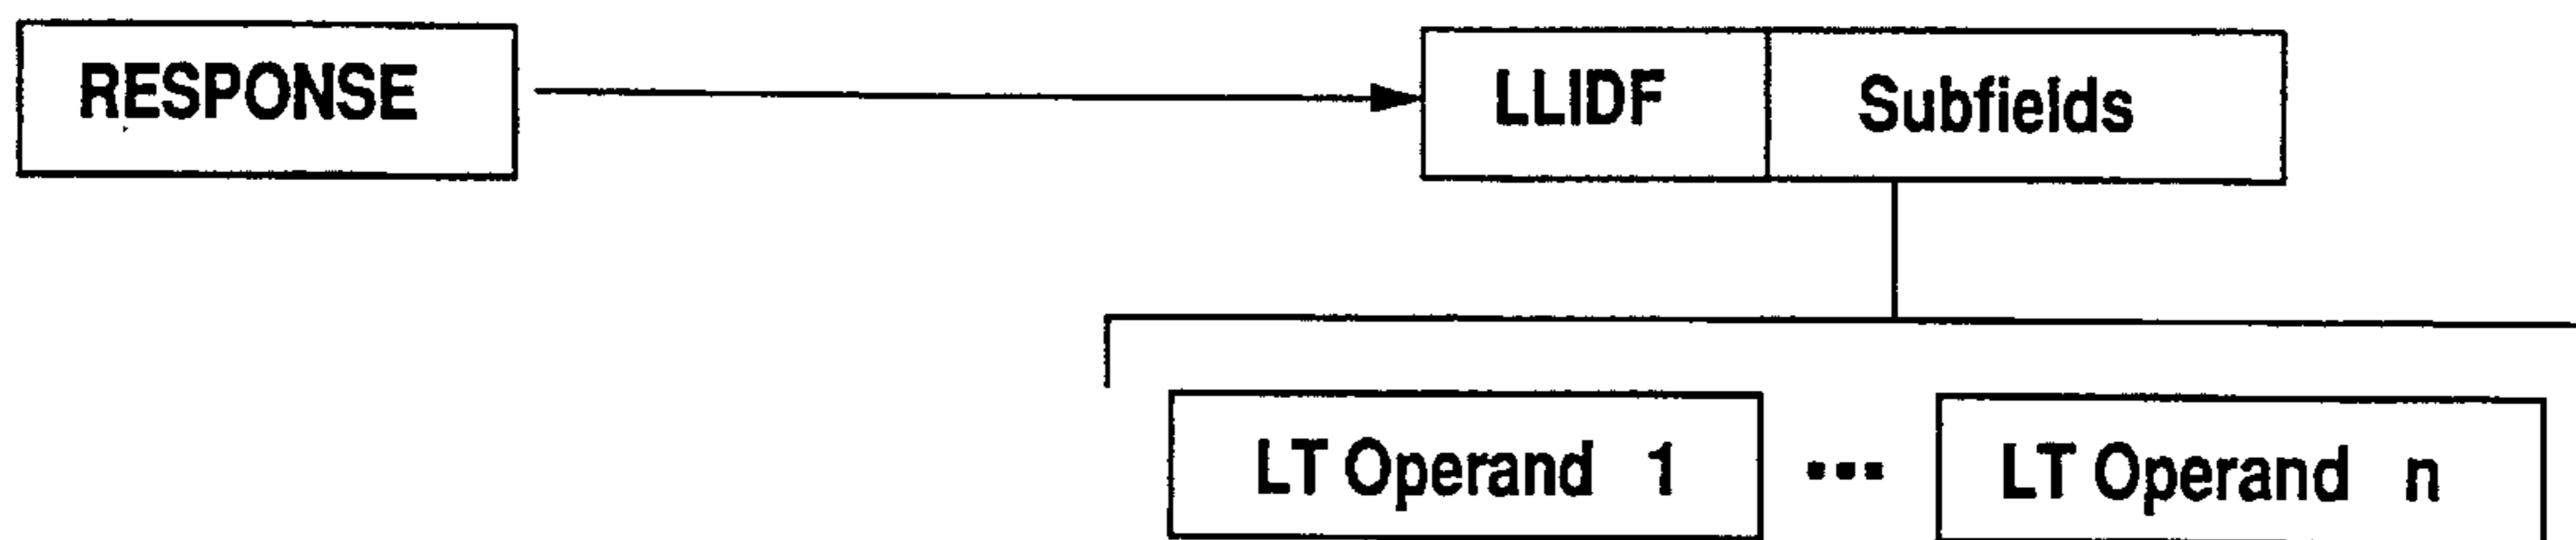 RESPONSE
LLIDF
Subfields
LT Operand 1
...
LT Operand n